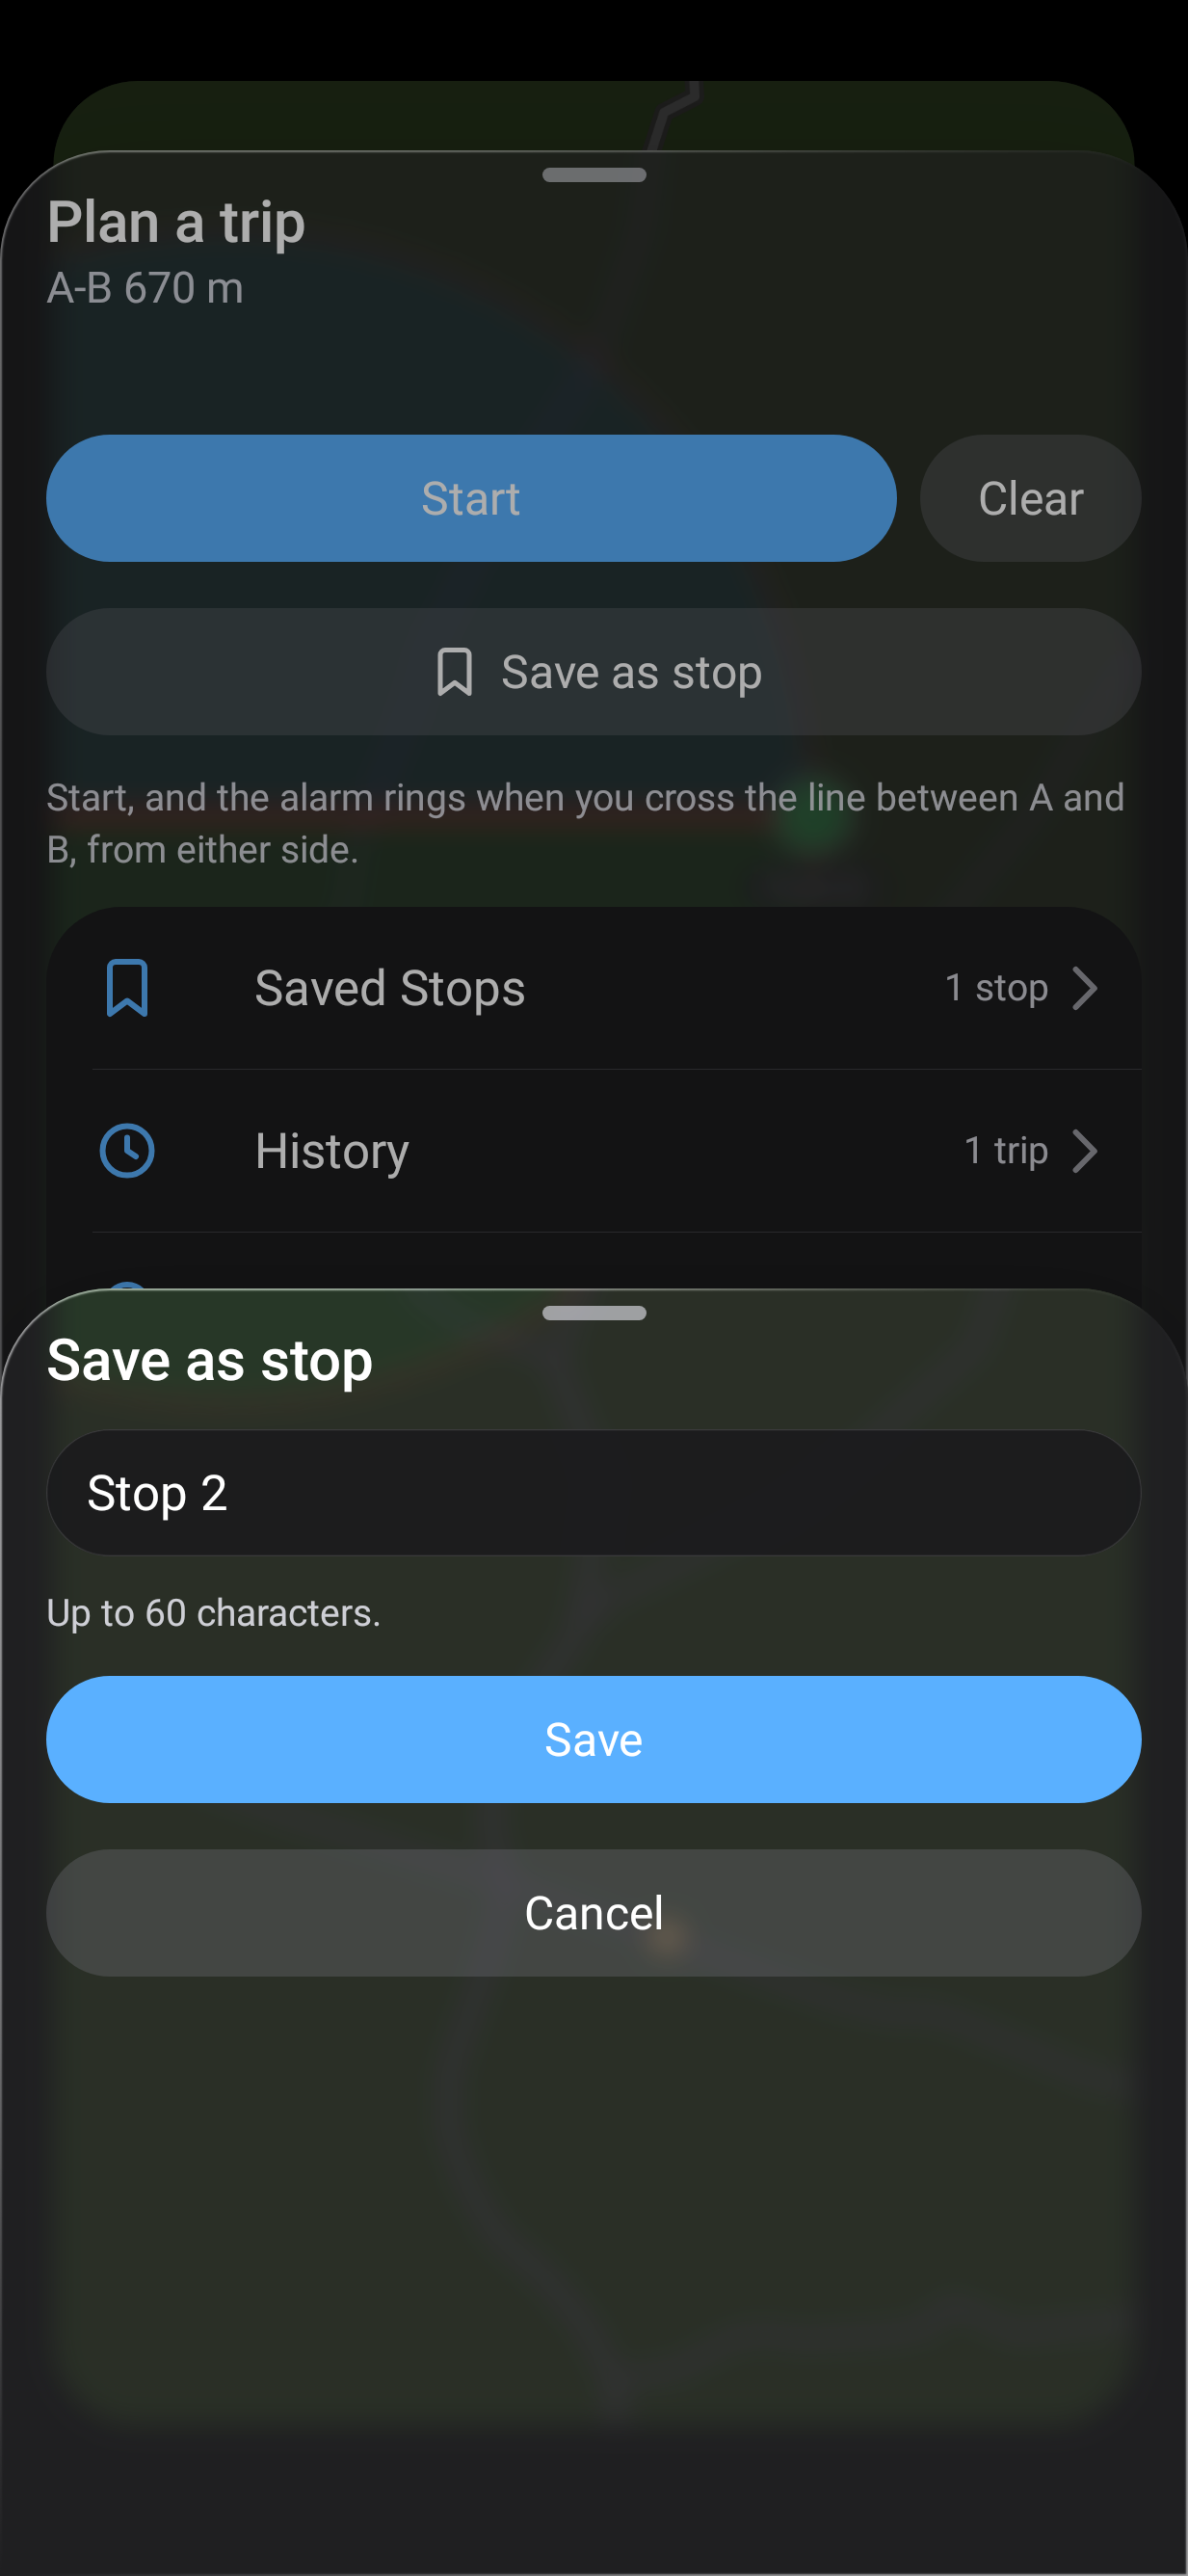 Plan a trip
A-B 670 m
Start
Clear
Save as stop
Start, and the alarm rings when you cross the line between A and
B, from either side.
Saved Stops
1 stop
History
1 trip
Save as stop
Stop 2
Up to 60 characters.
Save
Cancel